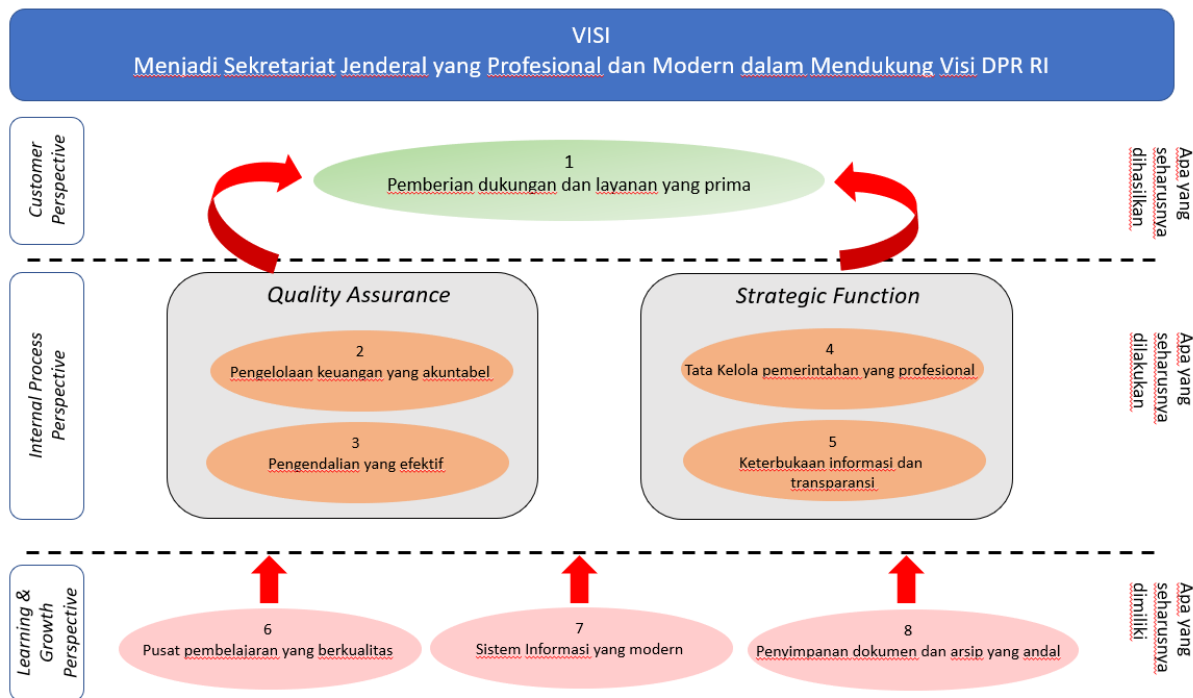 VISI
Menjadi Sekretariat Jenderal yang Profesional dan Modern dalam Mendukung Visi DPR RI
Customer
Perspective
1
Pemberian dukungan dan layanan yang prima
Apa yang
seharusnya
dihasilkan
Internal Process
Perspective
Quality Assurance
2
Pengelolaan keuangan yang akuntabel
3
Pengendalian yang efektif
Strategic Function
4
Tata Kelola pemerintahan yang profesional
5
Keterbukaan informasi dan
transparansi
Apa yang
seharusnya
dilakukan
Learning &
Growth
Perspective
6
Pusat pembelajaran yang berkualitas
7
Sistem Informasi yang modern
8
Penyimpanan dokumen dan arsip yang andal
Apa yang
seharusnya
dimiliki